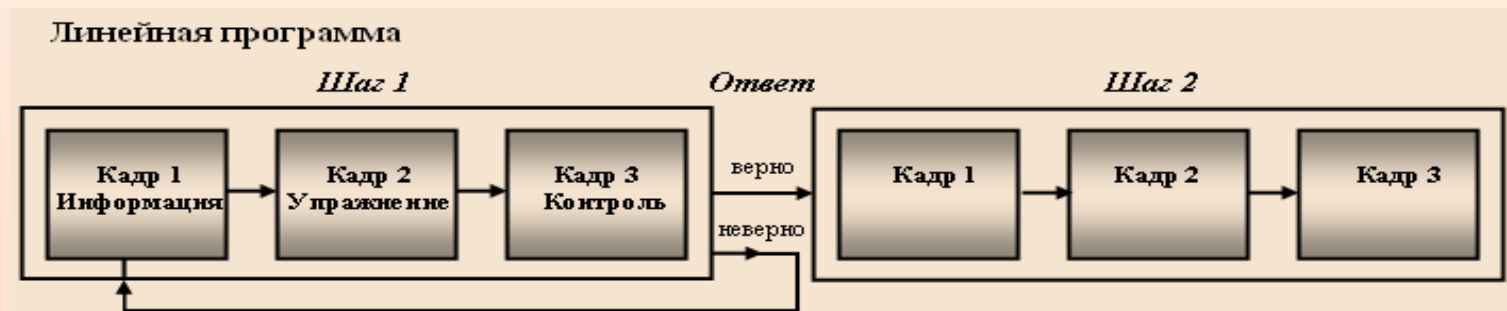 Линейная программа
Шаг 1
Ответ
Шаг 2
Кадр 1
Информация
Кадр 2
Упражнение
Кадр 3
Контроль
верно
неверно
Кадр 1
Кадр 2
Кадр 3